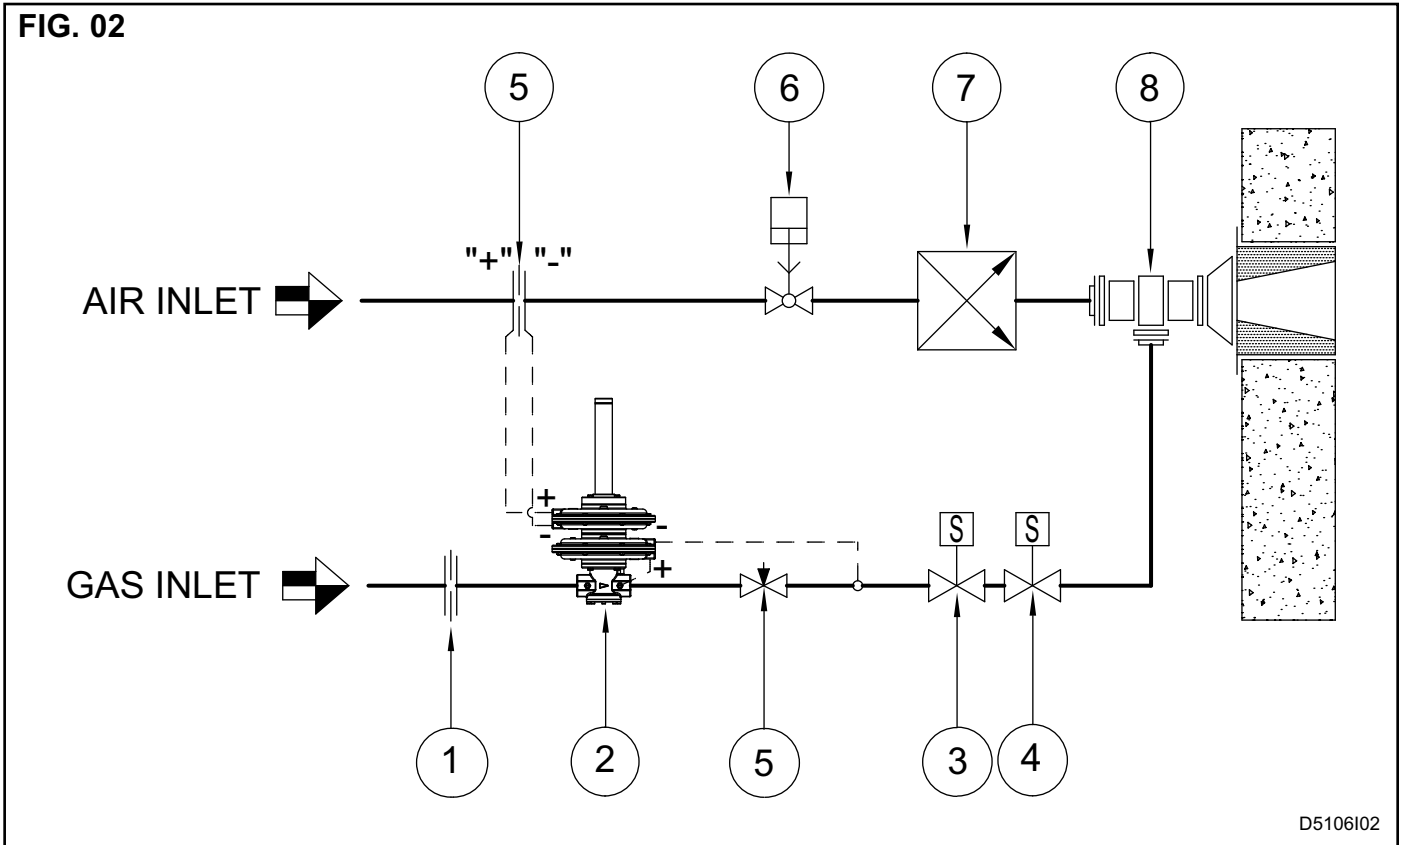 FIG. 02
5 6 7 8
"+" "-"
AIR INLET
+
-
-
+
S S
GAS INLET
1 2 5 3 4
D5106I02